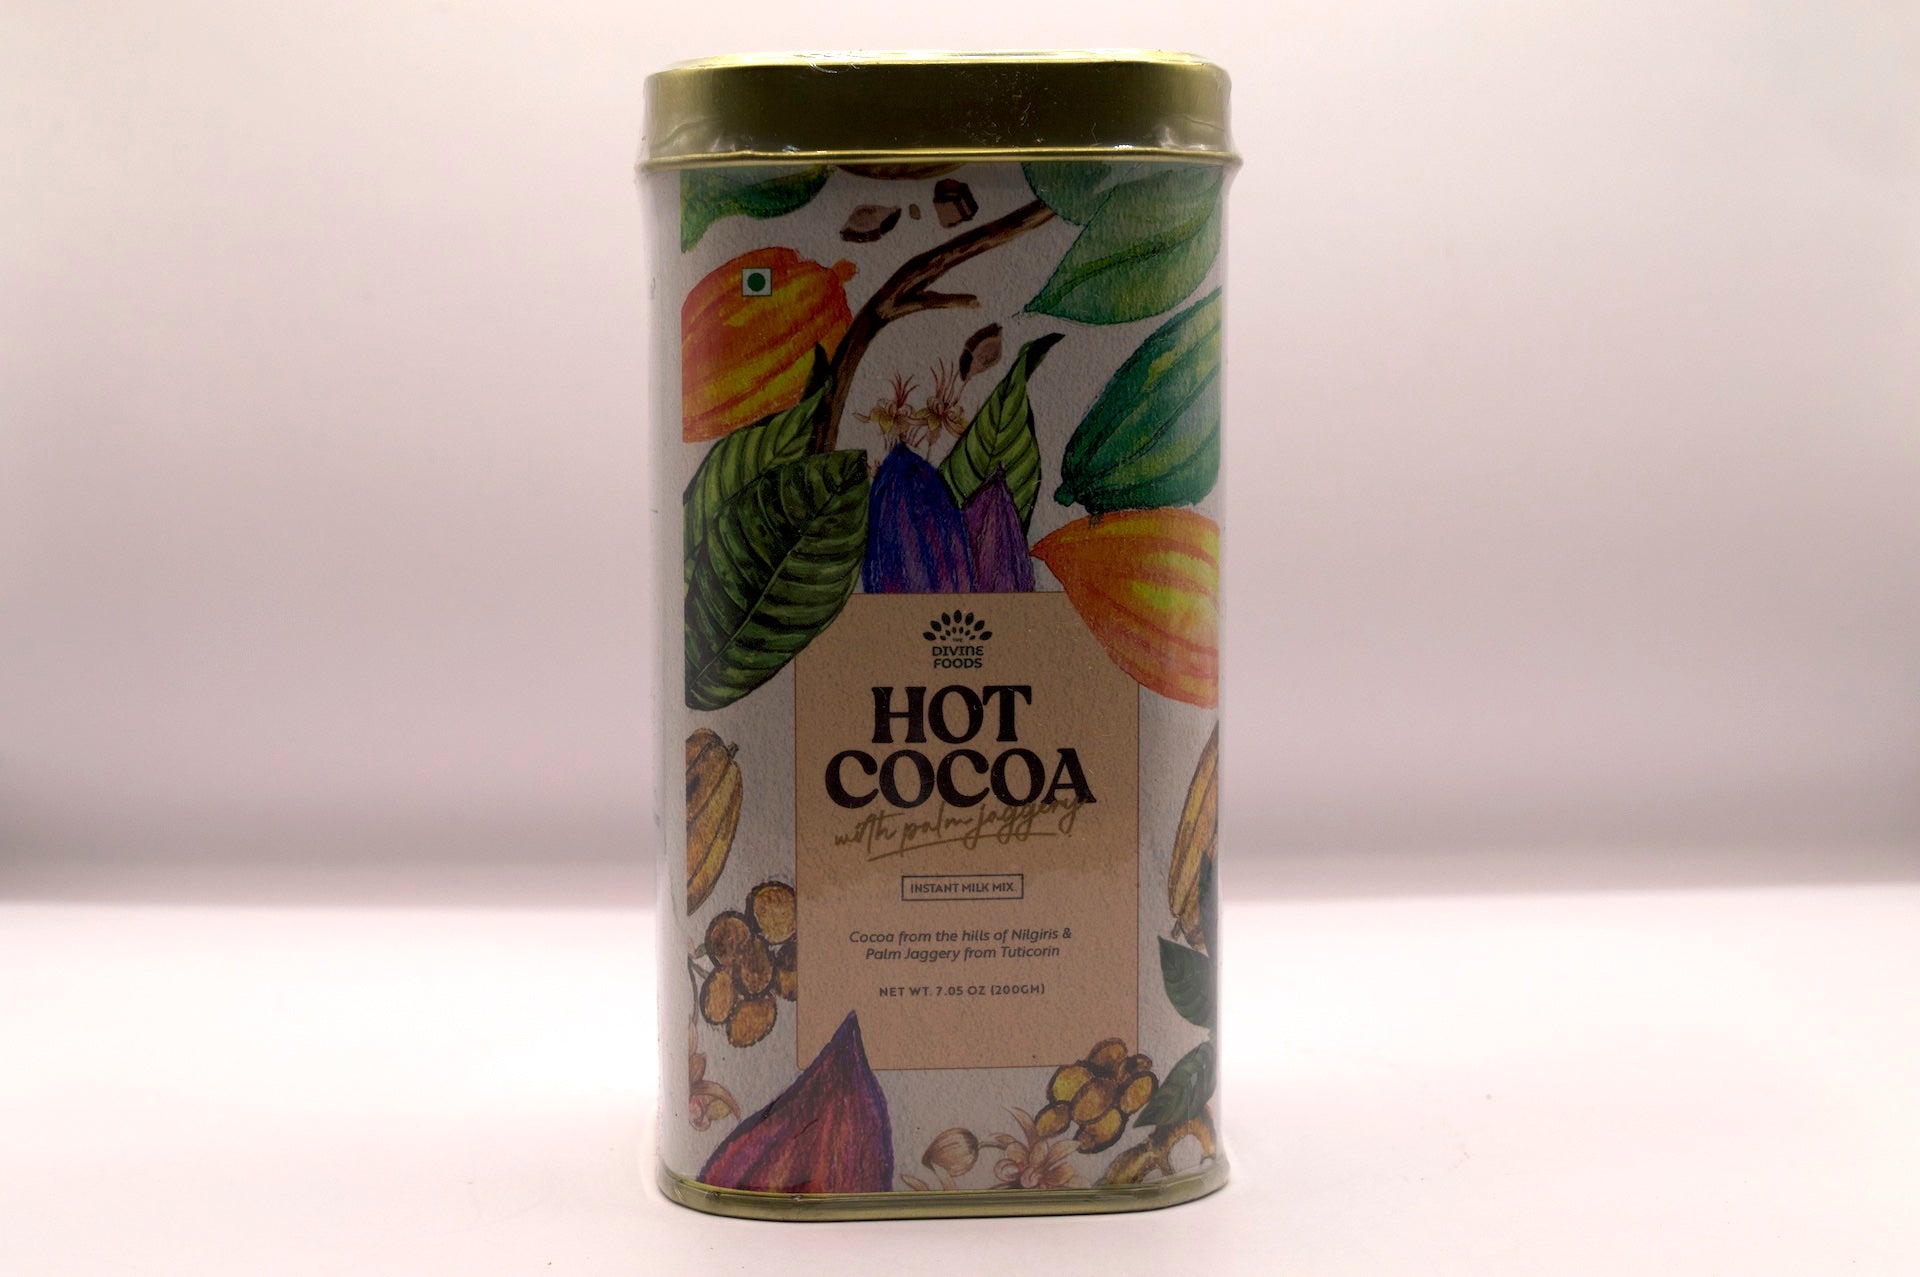 THE
DIVINE
FOODS
HOT
COCOA
with palm jaggery
INSTANT MILK MIX
Cocoa from the hills of Nilgiris &
Palm Jaggery from Tuticorin
NET WT. 7.05 OZ (200GM)